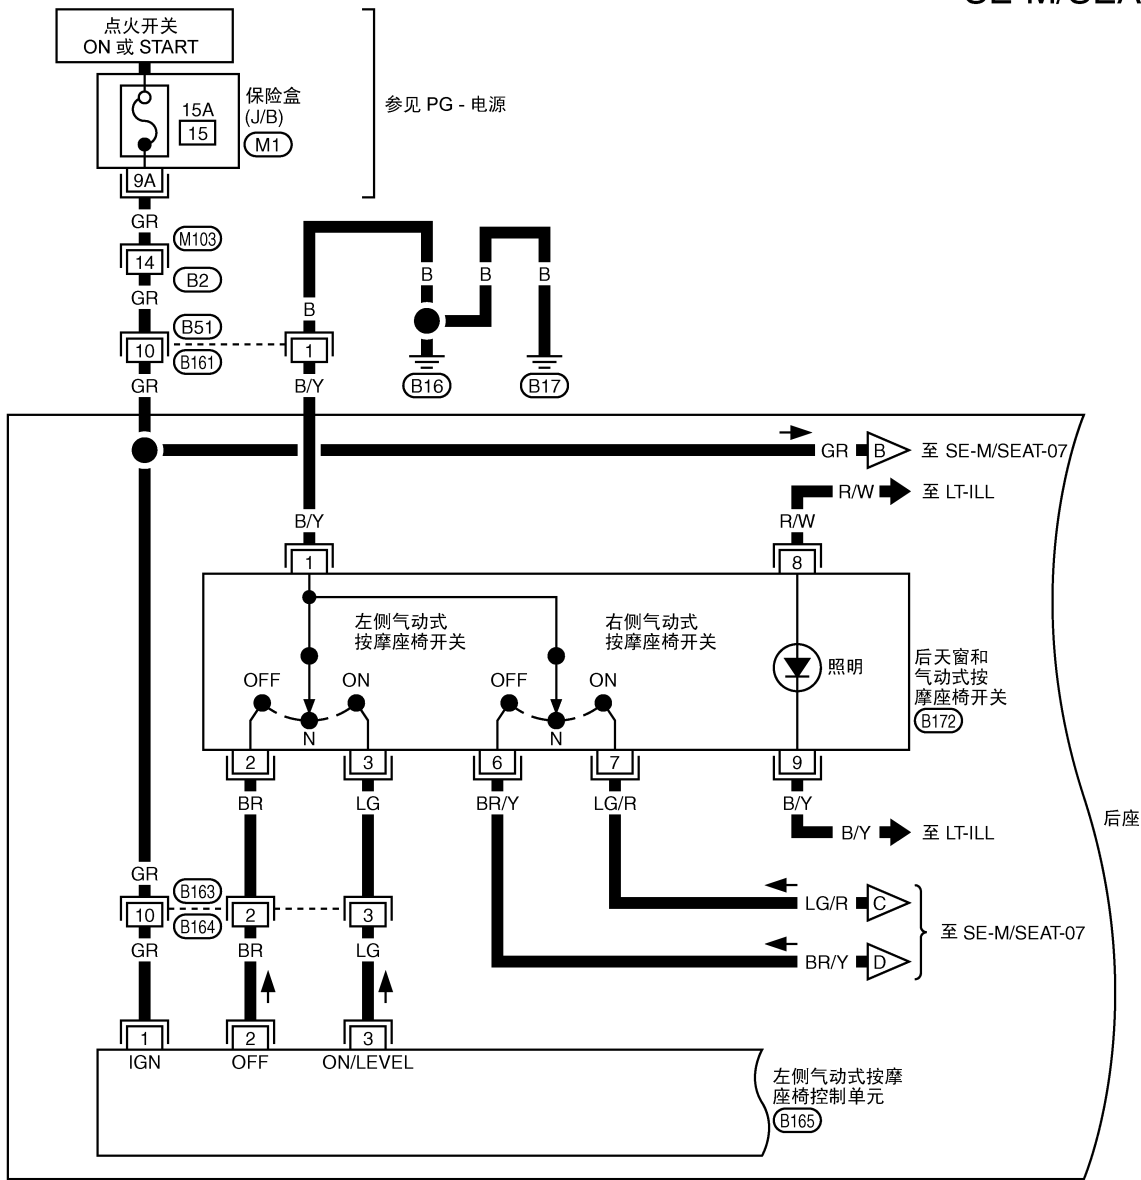 点火开关
ON 或 START
15A
15
保险盒
(J/B)
M1
参见 PG - 电源
9A
GR
M103
14
B2
GR
B
B
B
B
B51
10
1
B161
GR
B/Y
B16
B17
GR
B
至 SE-M/SEAT-07
R/W
至 LT-ILL
B/Y
R/W
1
8
左侧气动式
按摩座椅开关
右侧气动式
按摩座椅开关
照明
后天窗和
气动式按
摩座椅开关
B172
OFF
ON
N
OFF
ON
N
2
3
6
7
9
BR
LG
BR/Y
LG/R
B/Y
后座
B/Y
至 LT-ILL
GR
B163
10
2
3
B164
LG/R
C
至 SE-M/SEAT-07
GR
BR
LG
BR/Y
D
1
2
3
IGN
OFF
ON/LEVEL
左侧气动式按摩
座椅控制单元
B165